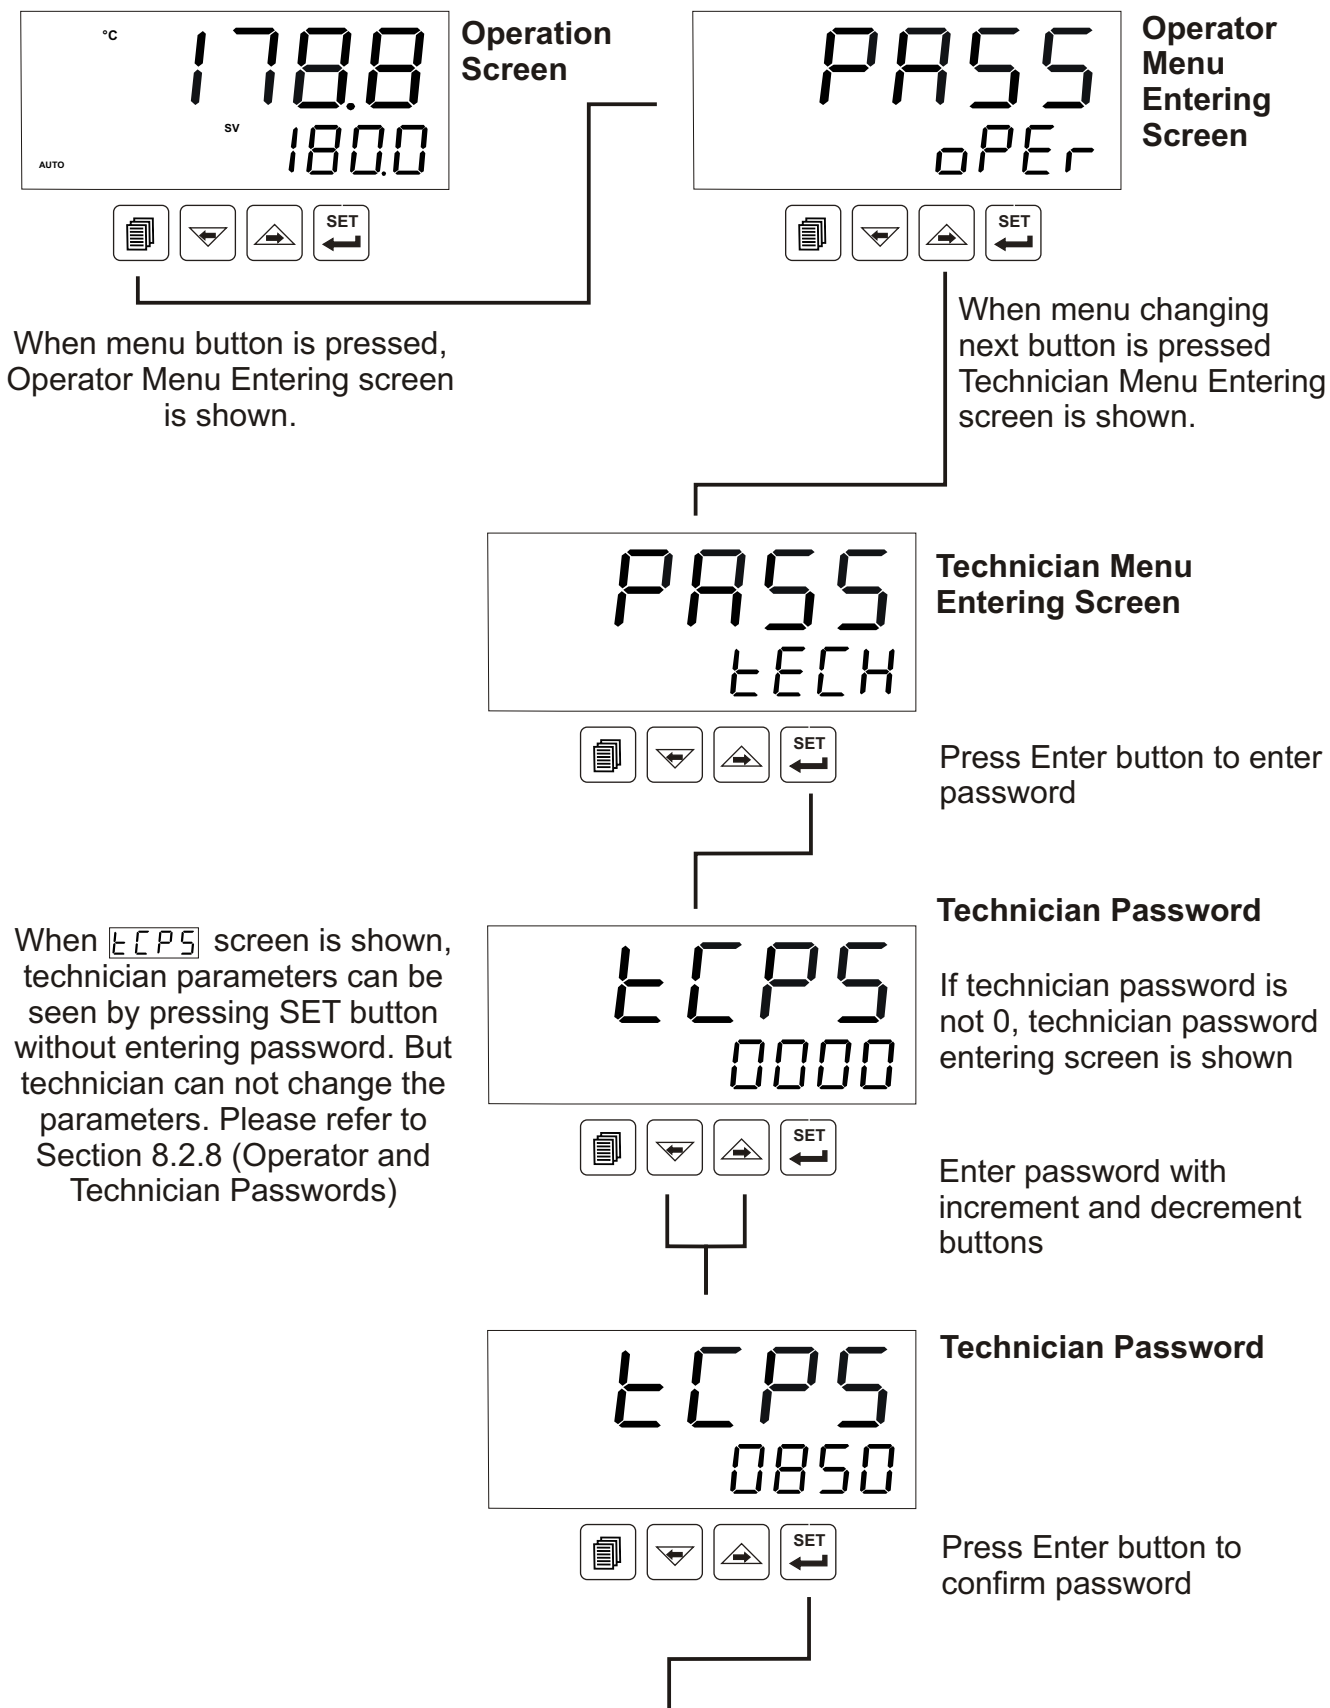 °C
178.8
SV
180.0
AUTO
Operation
Screen
SET
When menu button is pressed,
Operator Menu Entering screen
is shown.
PASS
oPEr
Operator
Menu
Entering
Screen
SET
When menu changing
next button is pressed
Technician Menu Entering
screen is shown.
PASS
tECH
Technician Menu
Entering Screen
SET
Press Enter button to enter
password
When tCPS screen is shown,
technician parameters can be
seen by pressing SET button
without entering password. But
technician can not change the
parameters. Please refer to
Section 8.2.8 (Operator and
Technician Passwords)
tCPS
0000
SET
Technician Password
If technician password is
not 0, technician password
entering screen is shown
Enter password with
increment and decrement
buttons
tCPS
0850
SET
Technician Password
Press Enter button to
confirm password